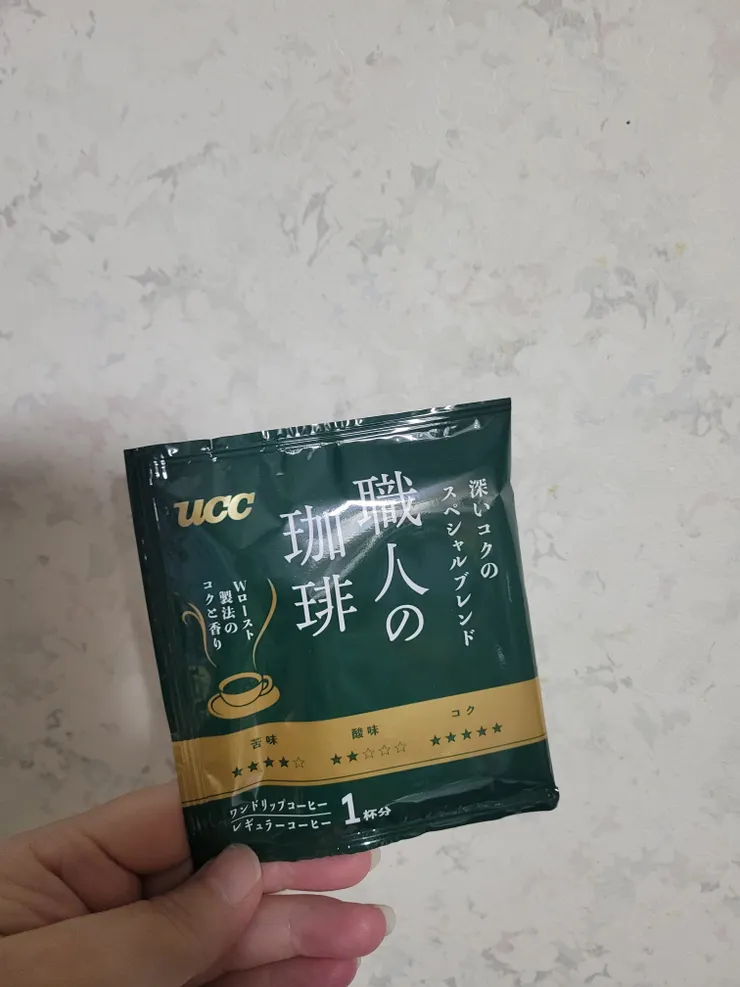 UCC
深いコクの
スペシャルブレンド
職人の
珈琲
Wロースト
製法の
コクと香り
苦味
★★★★☆
酸味
★★☆☆☆
コク
★★★★★
ワンドリップコーヒー
レギュラーコーヒー
1杯分